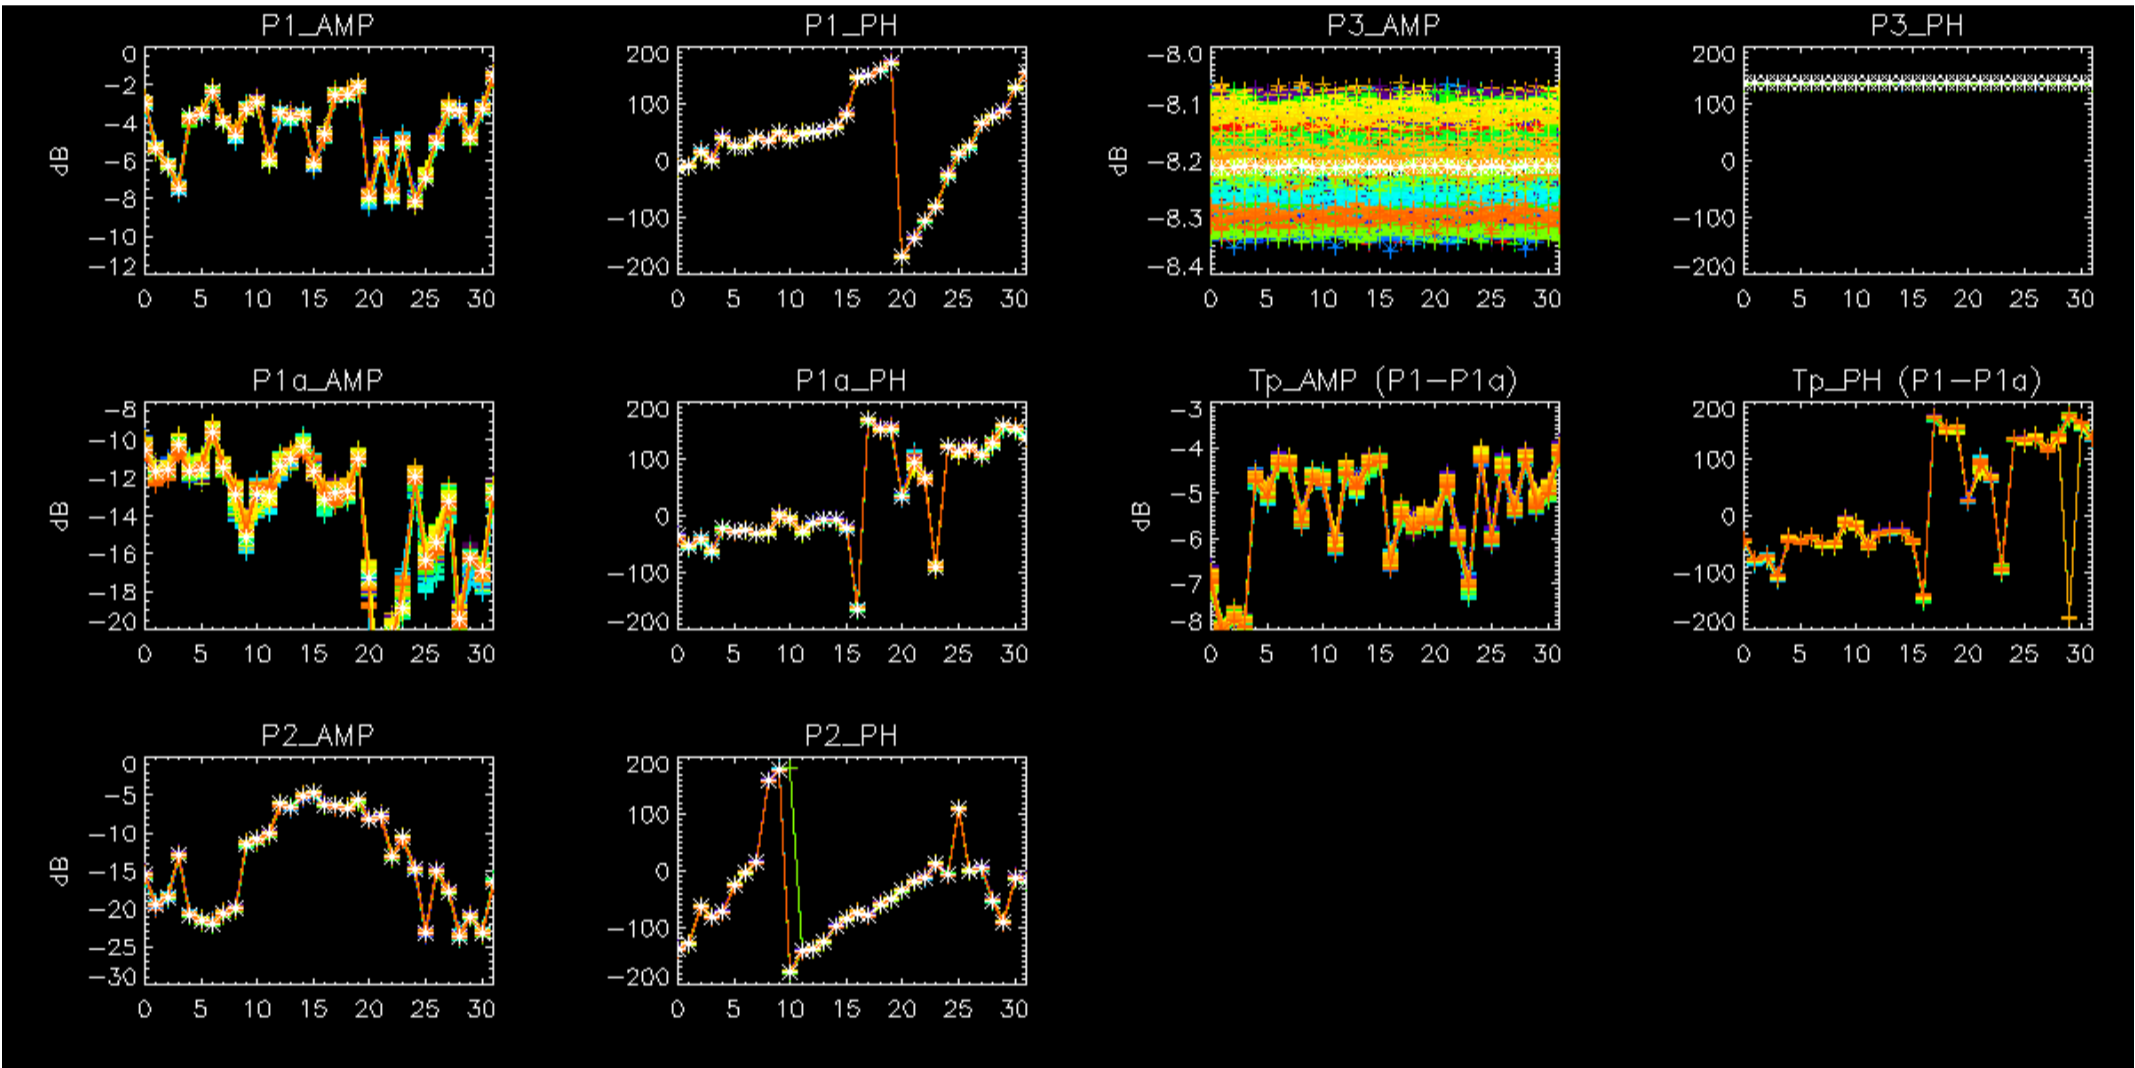 P1_AMP P1_PH P3_AMP P3_PH
0 200 -8.0 200
-2 100 -8.1 100
-4 0 -8.2 0
-6 -100 -8.3 -100
-8 -200 -8.4 -200
-10
-12
dB dB
0 5 10 15 20 25 30 0 5 10 15 20 25 30 0 5 10 15 20 25 30 0 5 10 15 20 25 30
P1a_AMP P1a_PH Tp_AMP (P1-P1a) Tp_PH (P1-P1a)
-8 200 -3 200
-10 100 -4 100
-12 0 -5 0
-14 -100 -6 -100
-16 -200 -7 -200
-18 -8
-20
dB dB
0 5 10 15 20 25 30 0 5 10 15 20 25 30 0 5 10 15 20 25 30 0 5 10 15 20 25 30
P2_AMP P2_PH
0 200
-5 100
-10 0
-15 -100
-20 -200
-25
-30
dB
0 5 10 15 20 25 30 0 5 10 15 20 25 30